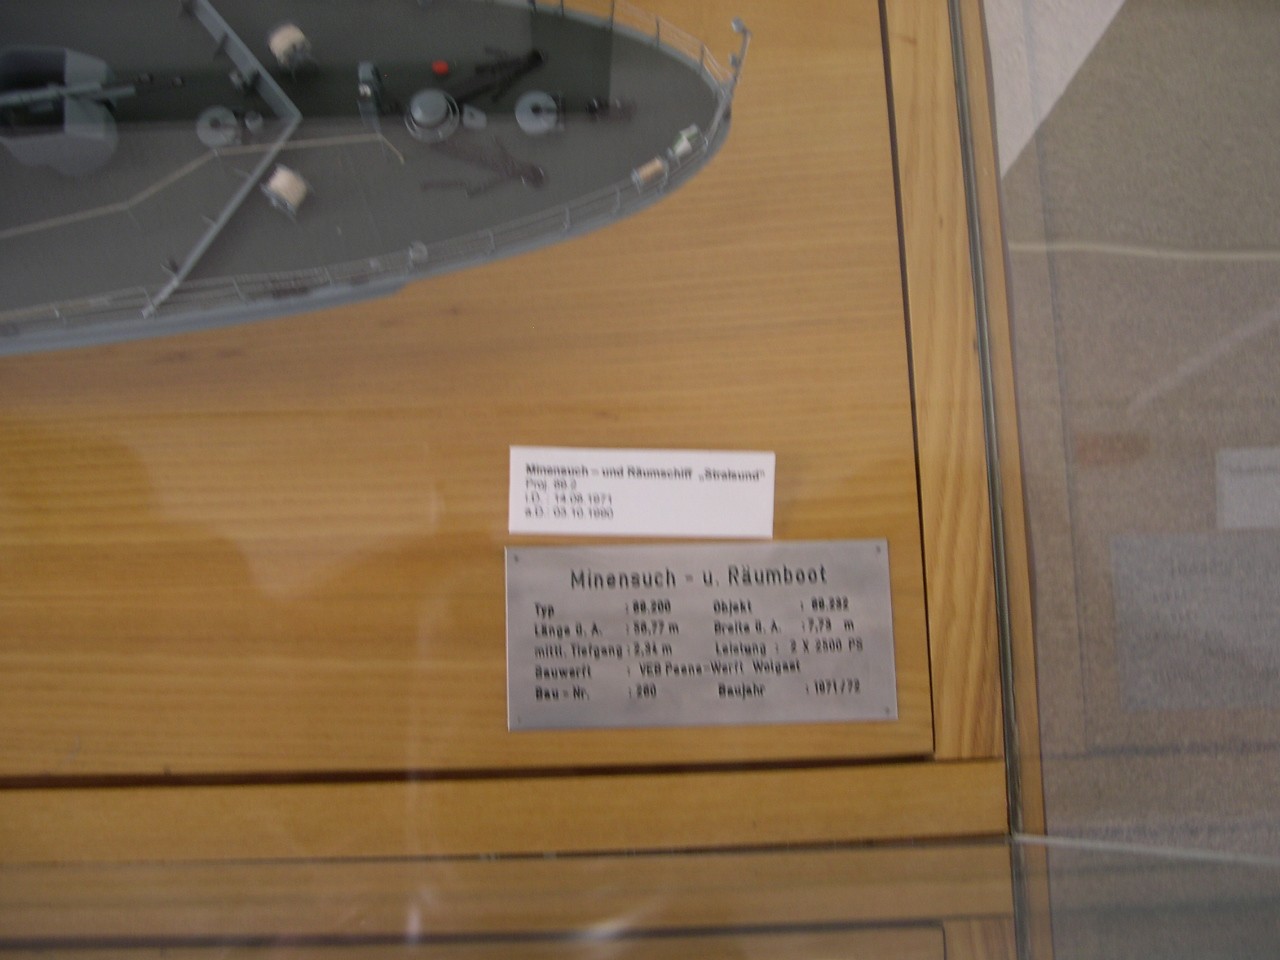 Minensuch – und Räumschiff „Stralsund"
Proj. 89.2
i.D.: 14.08.1971
a.D.: 03.10.1990
Minensuch - u. Räumboot
Typ : 89.200 Objekt : 89.232
Länge ü. A. : 56,77 m Breite ü. A. : 7,79 m
mittl. Tiefgang : 2,34 m Leistung : 2 X 2500 PS
Bauwerft : VEB Peene-Werft Wolgast
Bau - Nr. : 260 Baujahr : 1971/72